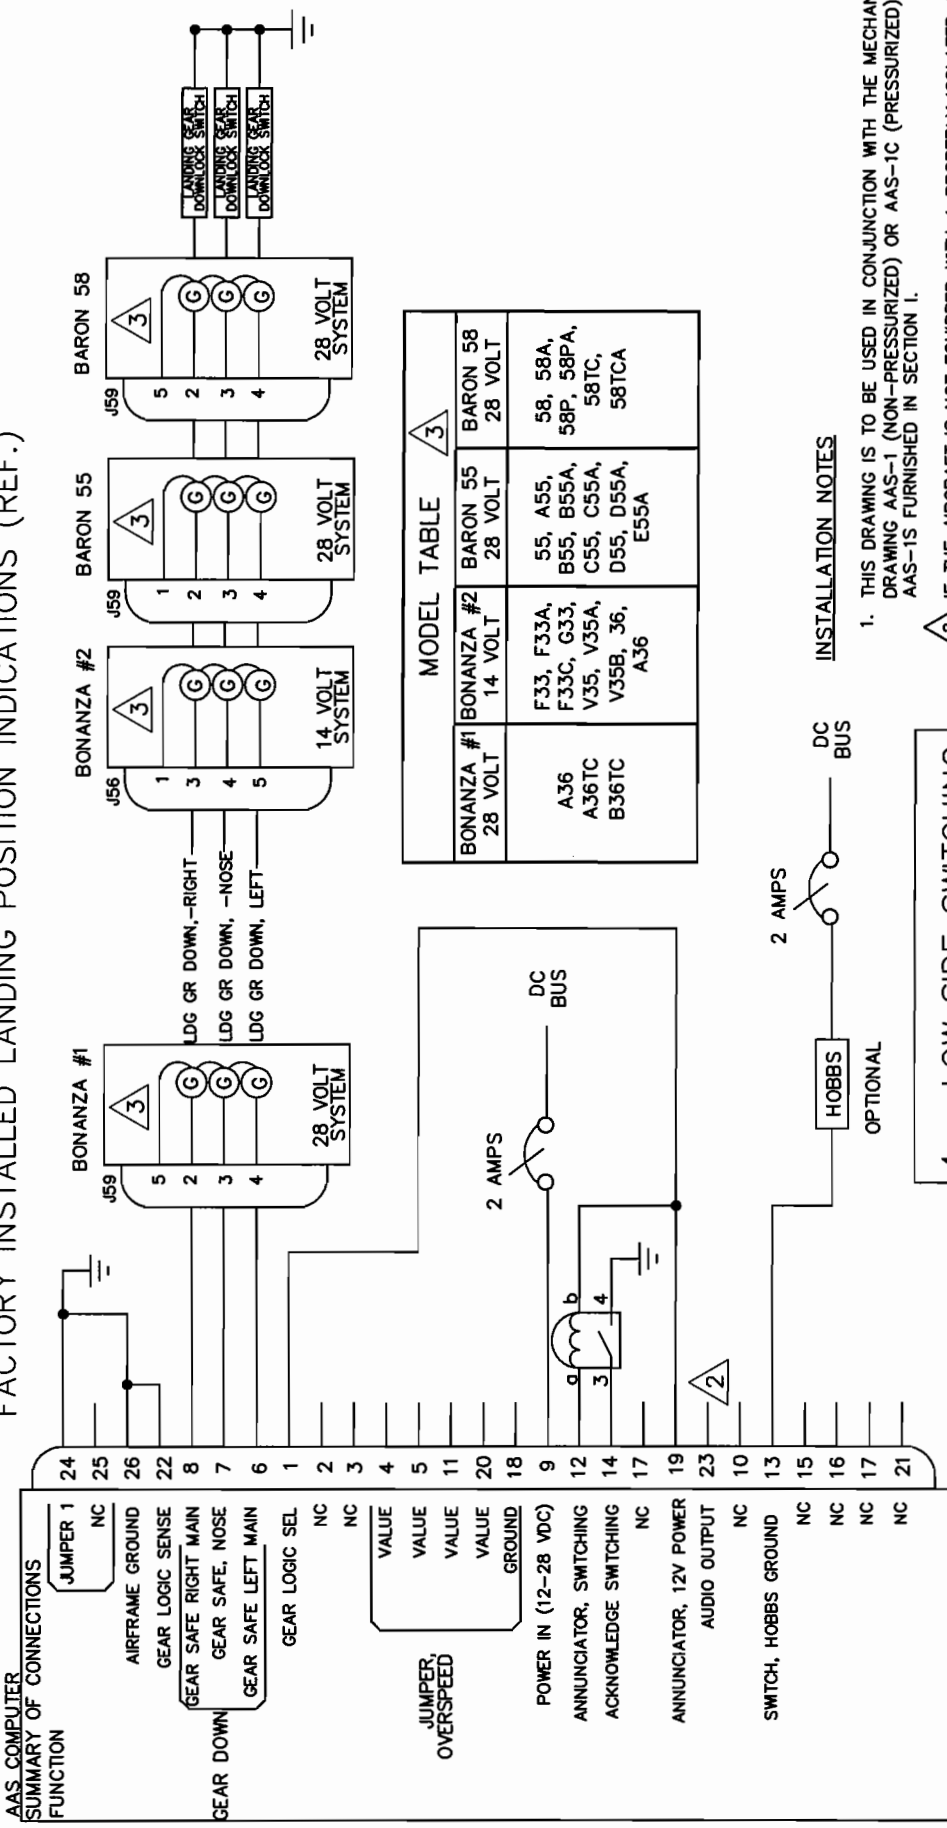 FACTORY INSTALLED LANDING POSITION INDICATIONS (REF.)
AAS COMPUTER
SUMMARY OF CONNECTIONS
FUNCTION
JUMPER 1 24
NC 25
AIRFRAME GROUND 26
GEAR LOGIC SENSE 22
GEAR DOWN
GEAR SAFE RIGHT MAIN 8
GEAR SAFE, NOSE 7
GEAR SAFE LEFT MAIN 6
GEAR LOGIC SEL 1
NC 2
NC 3
JUMPER,
OVERSPEED
VALUE 4
VALUE 5
VALUE 11
VALUE 20
GROUND 18
POWER IN (12-28 VDC) 9
ANNUNCIATOR, SWITCHING 12
ACKNOWLEDGE SWITCHING 14
NC 17
ANNUNCIATOR, 12V POWER 19
AUDIO OUTPUT 23
NC 10
SWITCH, HOBBS GROUND 13
NC 15
NC 16
NC 17
NC 21
BONANZA #1
J59
3
5
2 G
3 G
4 G
28 VOLT
SYSTEM
LDG GR DOWN,-RIGHT
LDG GR DOWN, -NOSE
LDG GR DOWN, LEFT
BONANZA #2
J56
3
1
3 G
4 G
5 G
14 VOLT
SYSTEM
BARON 55
J59
3
1
2 G
3 G
4 G
28 VOLT
SYSTEM
BARON 58
J59
3
5
2 G
3 G
4 G
28 VOLT
SYSTEM
LANDING GEAR
DOWNLOCK SWITCH
LANDING GEAR
DOWNLOCK SWITCH
LANDING GEAR
DOWNLOCK SWITCH
MODEL TABLE 3
BONANZA #1
28 VOLT
BONANZA #2
14 VOLT
BARON 55
28 VOLT
BARON 58
28 VOLT
A36
A36TC
B36TC
F33, F33A,
F33C, G33,
V35, V35A,
V35B, 36,
A36
55, A55,
B55, B55A,
C55, C55A,
D55, D55A,
E55A
58, 58A,
58P, 58PA,
58TC,
58TCA
2 AMPS
DC
BUS
a b
3 4
2
HOBBS
OPTIONAL
2 AMPS
DC
BUS
INSTALLATION NOTES
1. THIS DRAWING IS TO BE USED IN CONJUNCTION WITH THE MECHAN
DRAWING AAS-1 (NON-PRESSURIZED) OR AAS-1C (PRESSURIZED)
AAS-1S FURNISHED IN SECTION I.
IF THE AIRCRAFT IS NOT
LOW SIDE SWITCHING